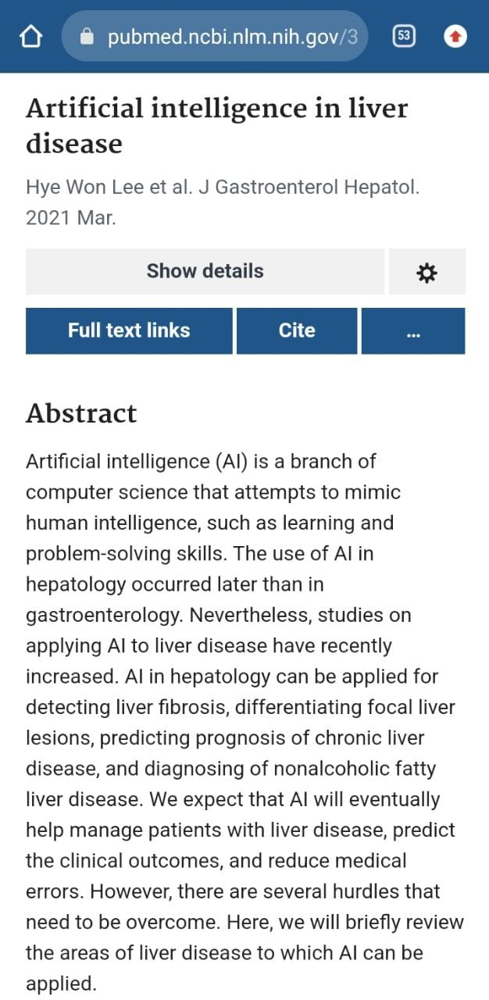 pubmed.ncbi.nlm.nih.gov/3
53
Artificial intelligence in liver
disease
Hye Won Lee et al. J Gastroenterol Hepatol.
2021 Mar.
Show details
Full text links
Cite
...
Abstract
Artificial intelligence (AI) is a branch of
computer science that attempts to mimic
human intelligence, such as learning and
problem-solving skills. The use of AI in
hepatology occurred later than in
gastroenterology. Nevertheless, studies on
applying AI to liver disease have recently
increased. AI in hepatology can be applied for
detecting liver fibrosis, differentiating focal liver
lesions, predicting prognosis of chronic liver
disease, and diagnosing of nonalcoholic fatty
liver disease. We expect that AI will eventually
help manage patients with liver disease, predict
the clinical outcomes, and reduce medical
errors. However, there are several hurdles that
need to be overcome. Here, we will briefly review
the areas of liver disease to which AI can be
applied.